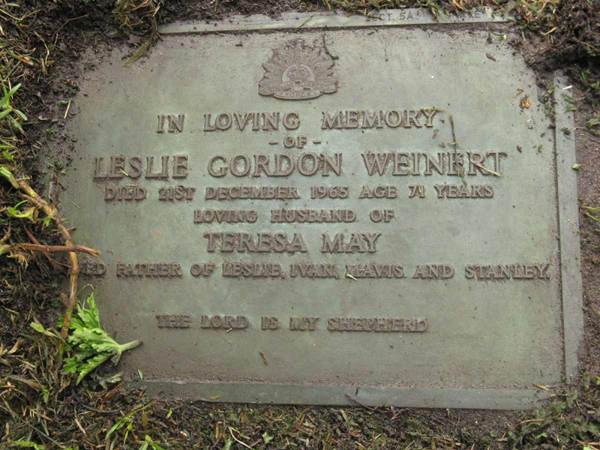 IN LOVING MEMORY
- OF -
LESLIE GORDON WEINERT
DIED 21ST DECEMBER 1965 AGE 71 YEARS
LOVING HUSBAND OF
TERESA MAY
AND FATHER OF LESLIE, IVAN, MAVIS AND STANLEY.
THE LORD IS MY SHEPHERD